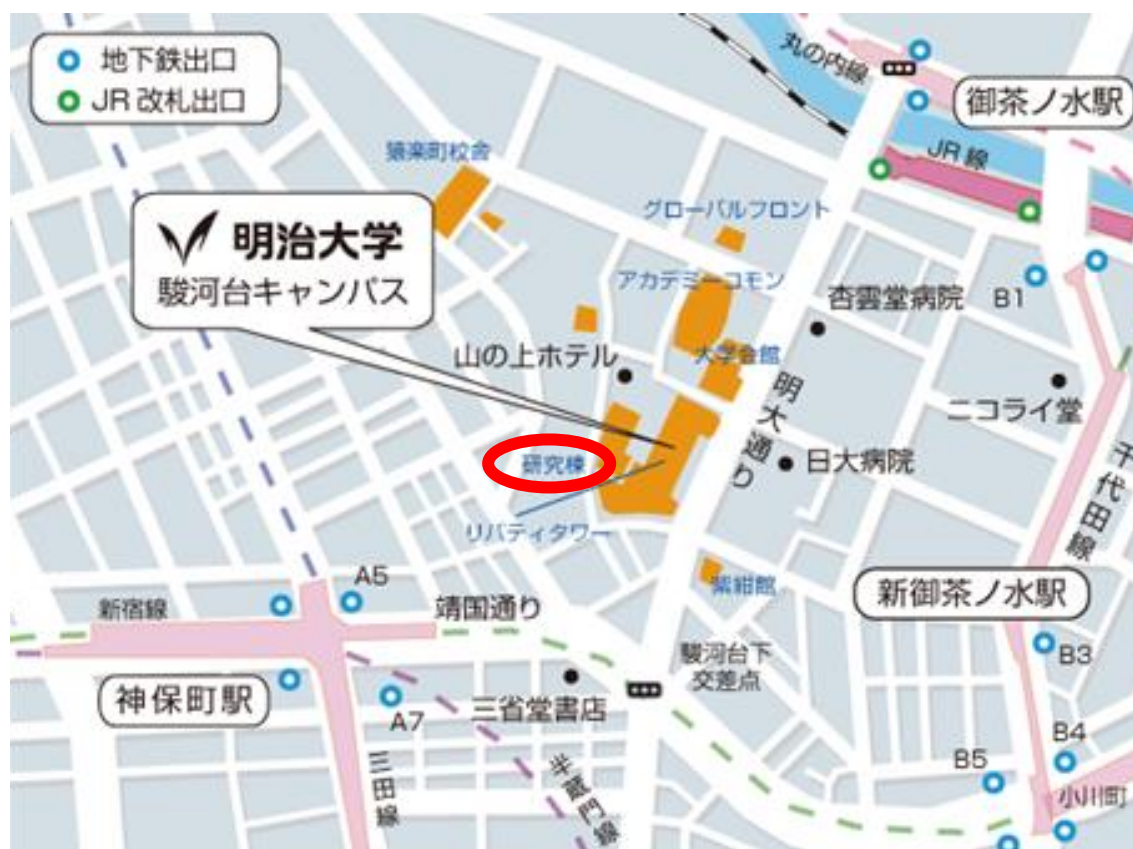 地下鉄出口
JR改札出口
丸の内線
御茶ノ水駅
JR線
猿楽町校舎
グローバルフロント
明治大学
駿河台キャンパス
アカデミーコモン
杏雲堂病院
B1
山の上ホテル
大学会館
明大通り
ニコライ堂
千代田線
研究棟
日大病院
リバティタワー
A5
新宿線
靖国通り
紫紺館
新御茶ノ水駅
駿河台下
交差点
B3
神保町駅
A7
三省堂書店
三田線
半蔵門線
B4
B5
小川町